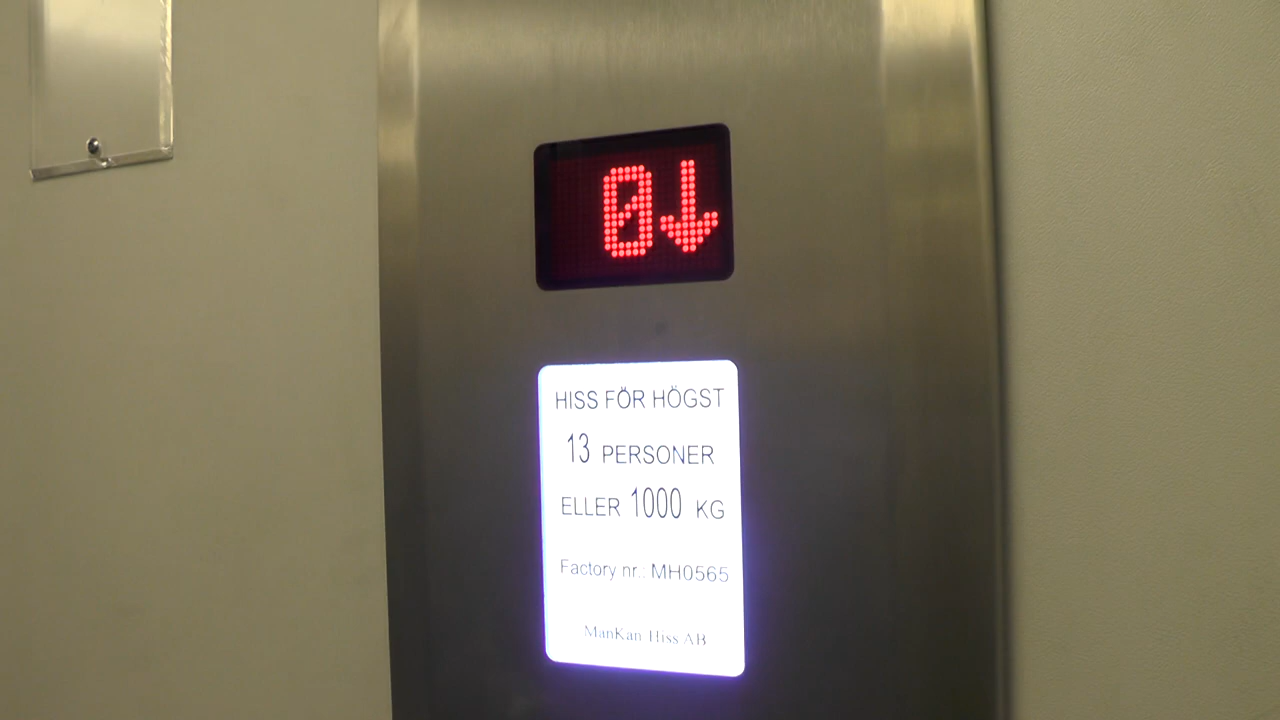 0↓
HISS FÖR HÖGST
13 PERSONER
ELLER 1000 KG
Factory nr.: MH0565
ManKan Hiss AB